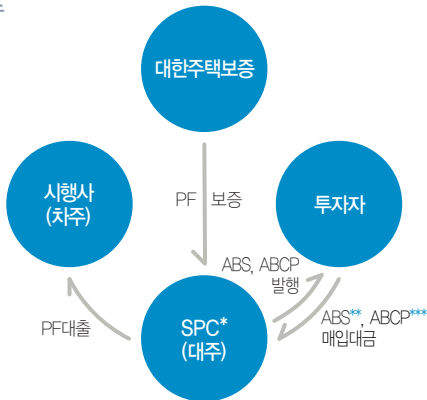 대한주택보증
시행사
(차주)
PF 보증
투자자
ABS, ABCP
발행
PF대출
SPC*
(대주)
ABS**, ABCP***
매입대금